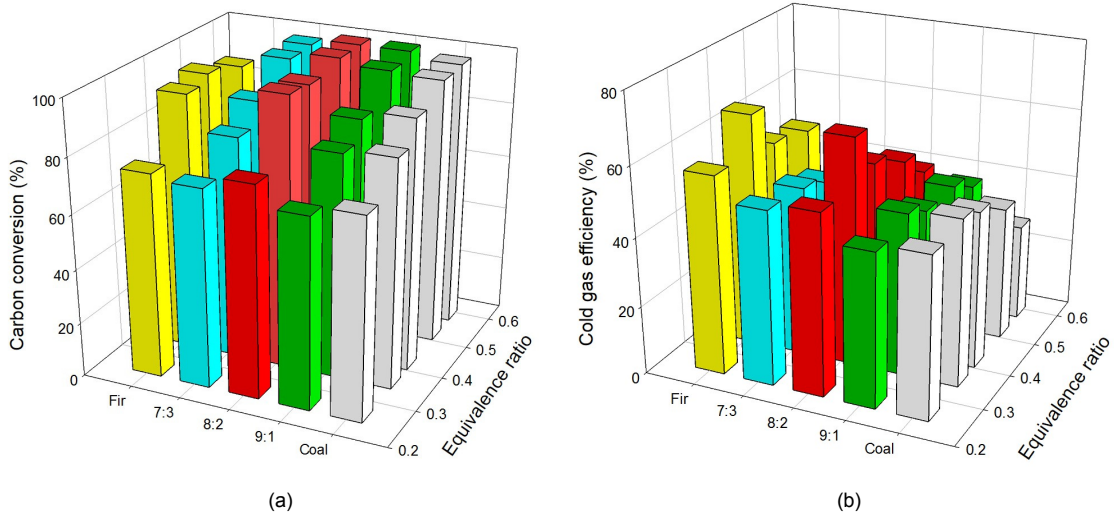 Carbon conversion (%)
100
80
60
40
20
0
Fir
7:3
8:2
9:1
Coal
0.2
0.3
0.4
0.5
0.6
Equivalence ratio
(a)
Cold gas efficiency (%)
80
60
40
20
0
Fir
7:3
8:2
9:1
Coal
0.2
0.3
0.4
0.5
0.6
Equivalence ratio
(b)